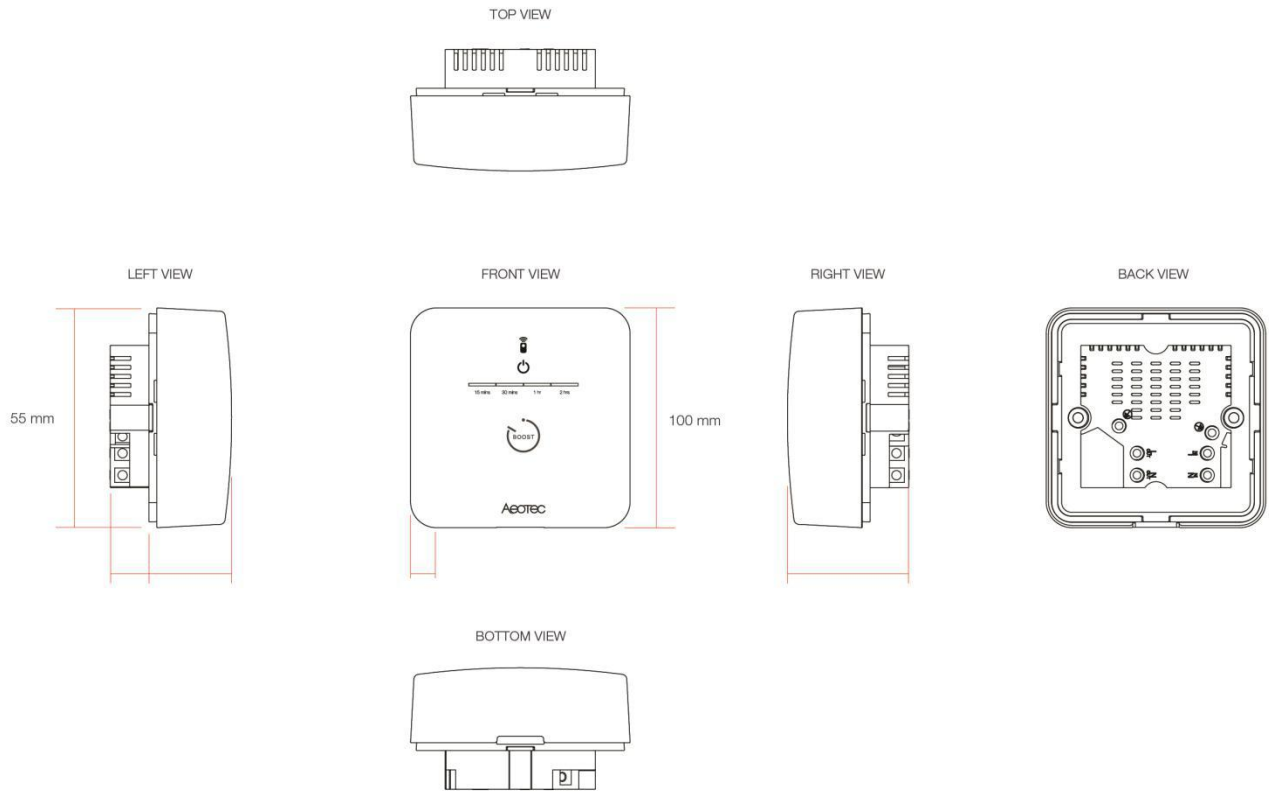 TOP VIEW
LEFT VIEW
FRONT VIEW
RIGHT VIEW
BACK VIEW
55 mm
100 mm
15 mins 30 mins 1 hr 2 hrs
BOOST
AEOTEC
BOTTOM VIEW